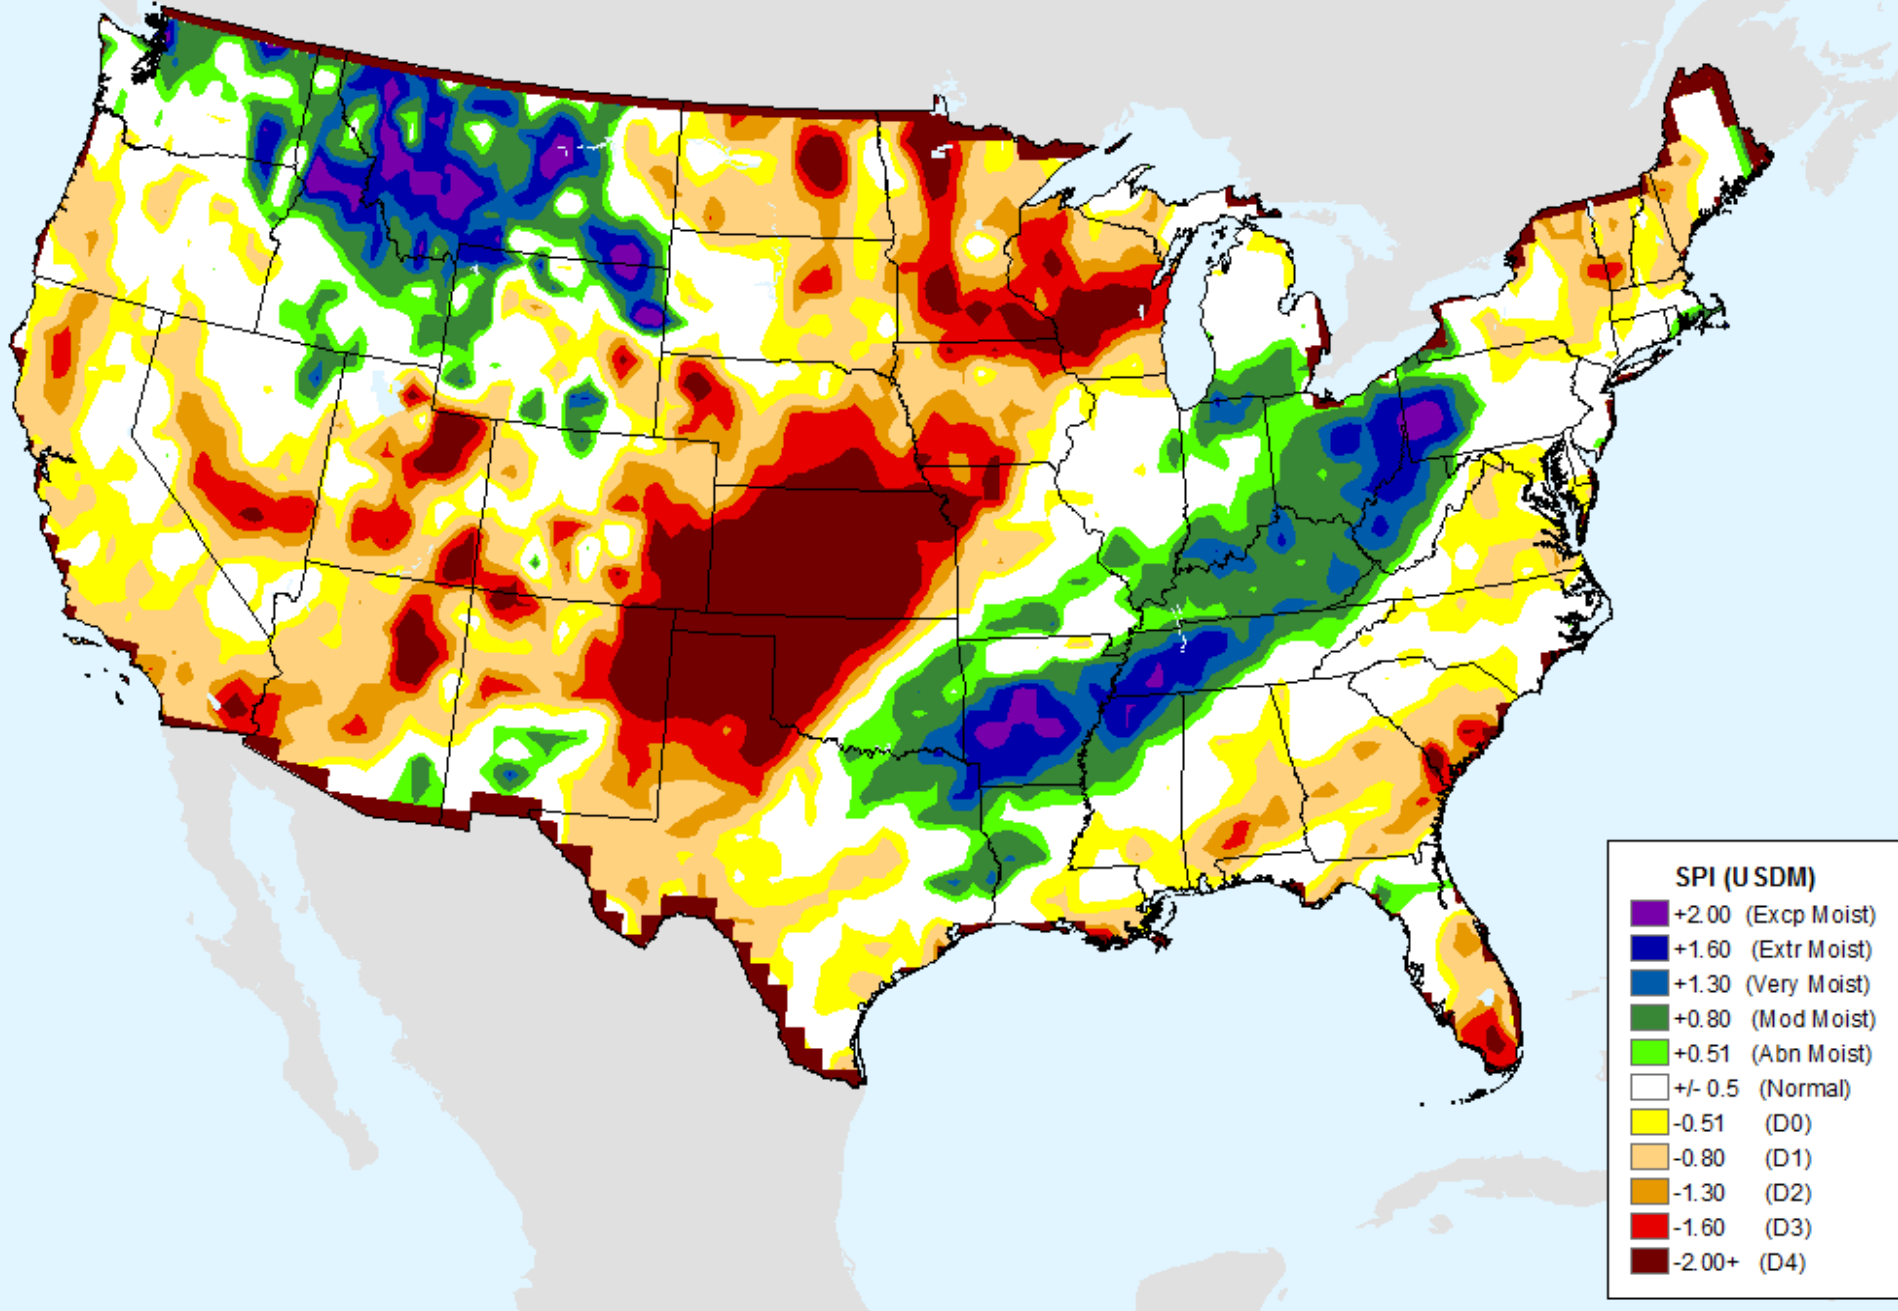 SPI (USDM)
+2.00 (Excp Moist)
+1.60 (Extr Moist)
+1.30 (Very Moist)
+0.80 (Mod Moist)
+0.51 (Abn Moist)
+/- 0.5 (Normal)
-0.51 (D0)
-0.80 (D1)
-1.30 (D2)
-1.60 (D3)
-2.00+ (D4)